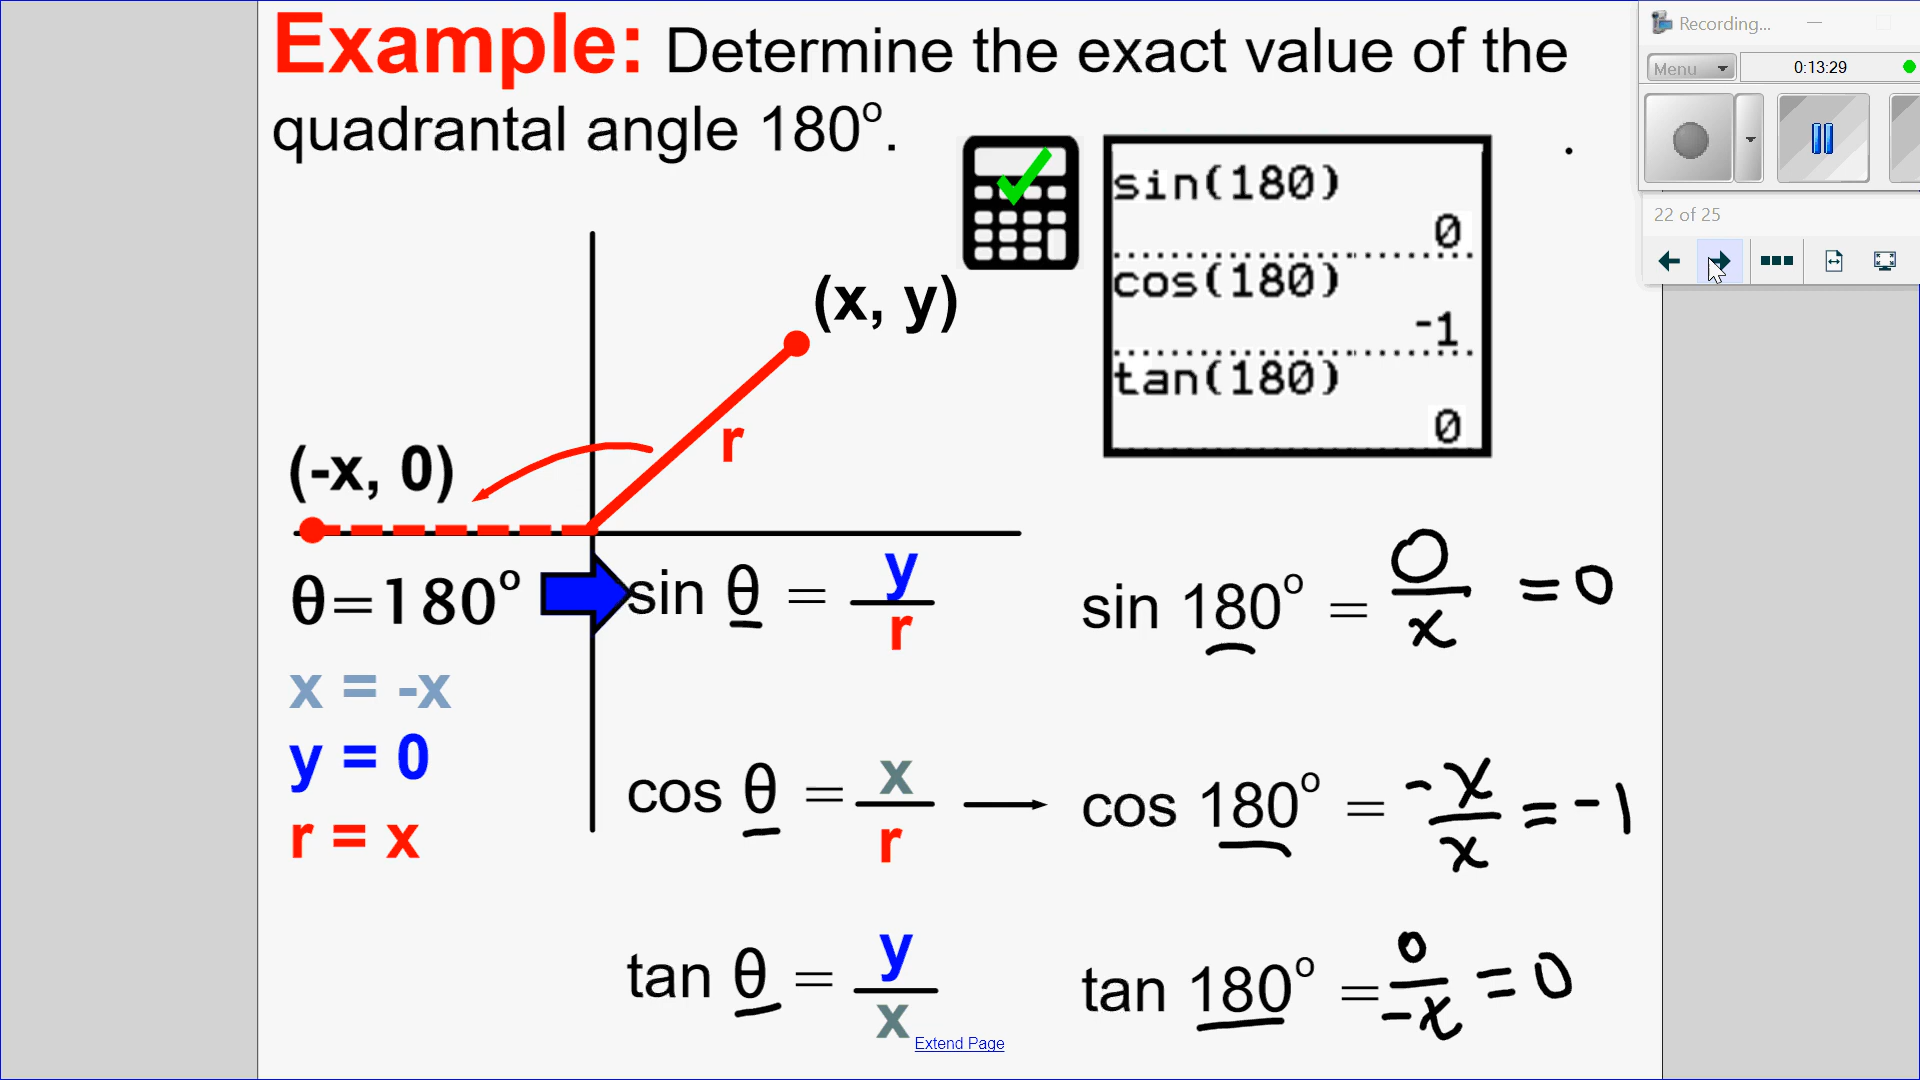 Example: Determine the exact value of the
quadrantal angle 180°.
sin(180)
0
cos(180)
-1
tan(180)
0
(x, y)
r
(-x, 0)
θ=180°
x = -x
y = 0
r = x
sin θ = y/r
sin 180° = 0/x = 0
cos θ = x/r
cos 180° = -x/x = -1
tan θ = y/x
tan 180° = 0/-x = 0
Extend Page
Recording...
Menu
0:13:29
22 of 25